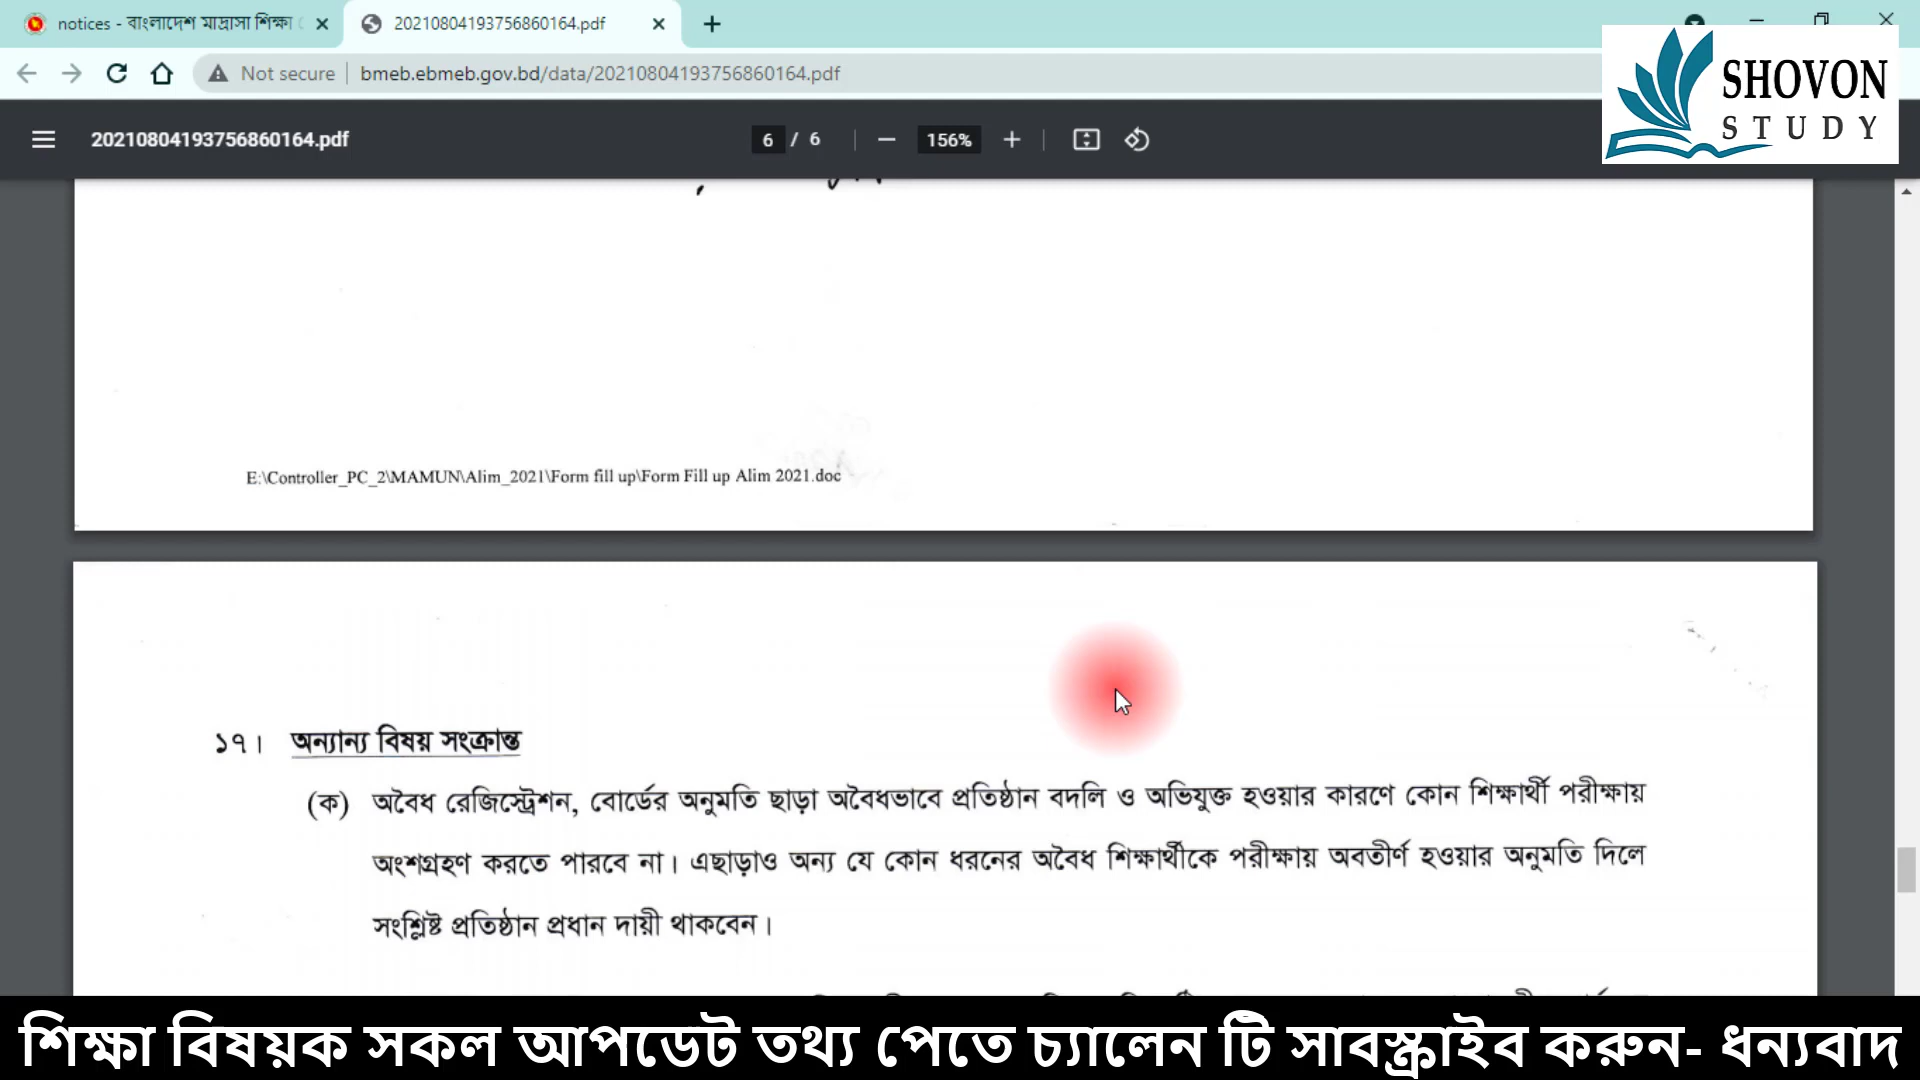 notices - বাংলাদেশ মাদ্রাসা শিক্ষা
20210804193756860164.pdf
Not secure
bmeb.ebmeb.gov.bd/data/20210804193756860164.pdf
SHOVON
STUDY
20210804193756860164.pdf
6 / 6
156%
E:\Controller_PC_2\MAMUN\Alim_2021\Form fill up\Form Fill up Alim 2021.doc
১৭। অন্যান্য বিষয় সংক্রান্ত
(ক) অবৈধ রেজিস্ট্রেশন, বোর্ডের অনুমতি ছাড়া অবৈধভাবে প্রতিষ্ঠান বদলি ও অভিযুক্ত হওয়ার কারণে কোন শিক্ষার্থী পরীক্ষায়
অংশগ্রহণ করতে পারবে না। এছাড়াও অন্য যে কোন ধরনের অবৈধ শিক্ষার্থীকে পরীক্ষায় অবতীর্ণ হওয়ার অনুমতি দিলে
সংশ্লিষ্ট প্রতিষ্ঠান প্রধান দায়ী থাকবেন।
শিক্ষা বিষয়ক সকল আপডেট তথ্য পেতে চ্যালেন টি সাবস্ক্রাইব করুন- ধন্যবাদ